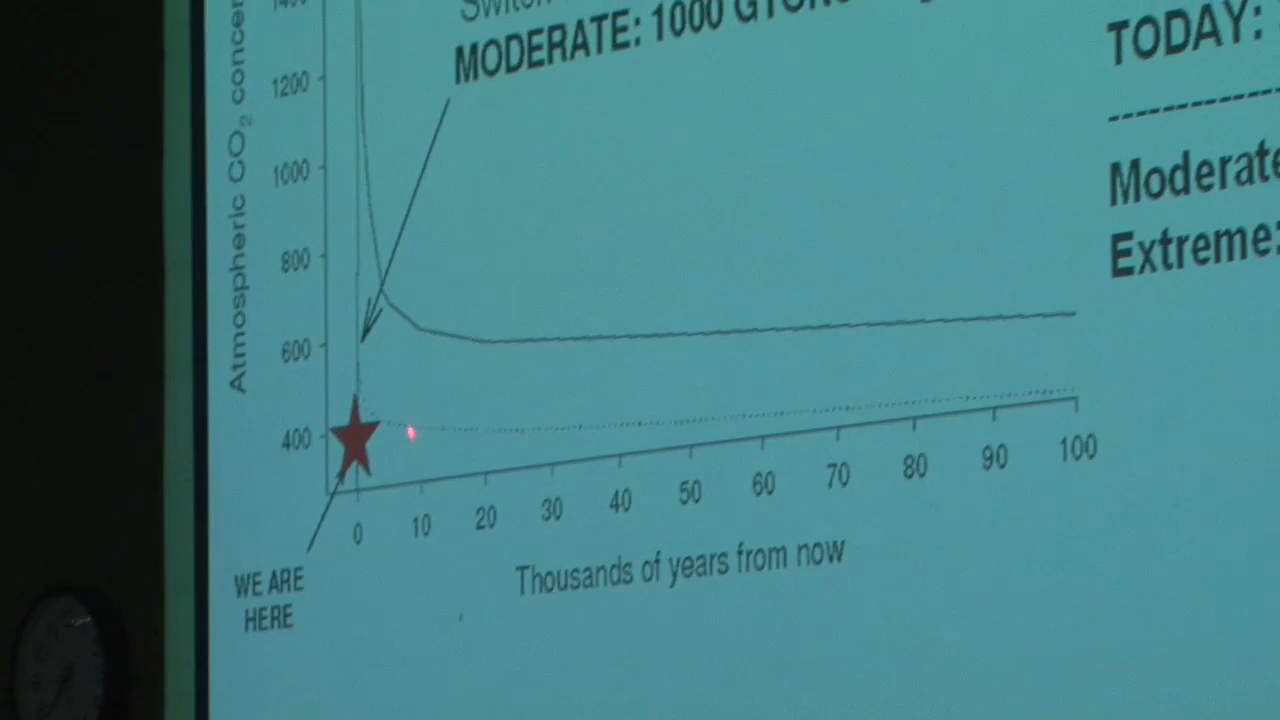 Atmospheric CO₂
1200
1000
800
600
400
MODERATE: 1000
WE ARE
HERE
0 10 20 30 40 50 60 70 80 90 100
Thousands of years from now
TODAY:
--------------
Moderate
Extreme: